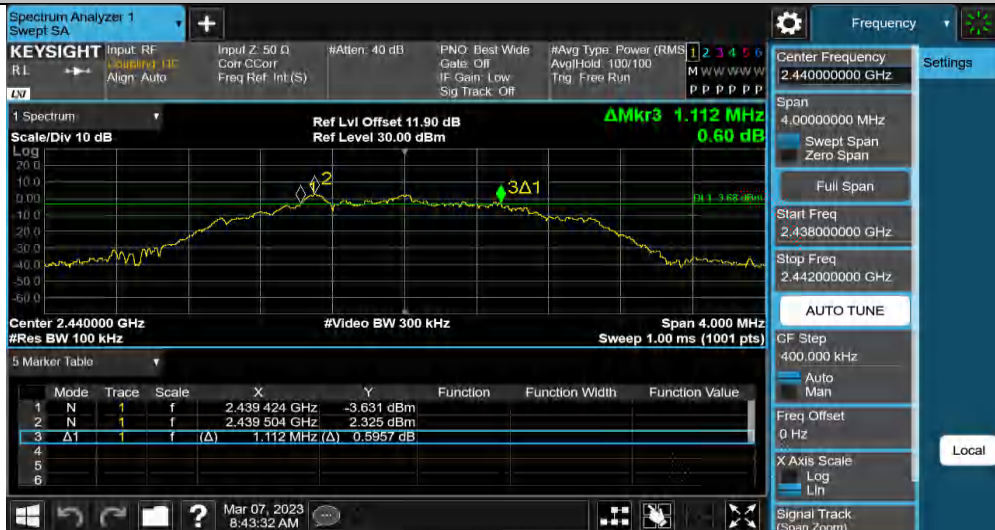 Spectrum Analyzer 1
Swept SA
+
Frequency
KEYSIGHT
RL
LXI
Input: RF
Coupling: DC
Align: Auto
Input Z: 50 Ω
Corr CCorr
Freq Ref: Int (S)
#Atten: 40 dB
PNO: Best Wide
Gate: Off
IF Gain: Low
Sig Track: Off
#Avg Type: Power (RMS
Avg|Hold: 100/100
Trig: Free Run
1 2 3 4 5 6
M W W W W W
P P P P P P
1 Spectrum
Scale/Div 10 dB
Ref Lvl Offset 11.90 dB
Ref Level 30.00 dBm
ΔMkr3 1.112 MHz
0.60 dB
Log
20.0
10.0
0.00
-10.0
-20.0
-30.0
-40.0
-50.0
-60.0
2
3Δ1
DL1 -3.68 dBm
Center 2.440000 GHz
#Video BW 300 kHz
Span 4.000 MHz
#Res BW 100 kHz
Sweep 1.00 ms (1001 pts)
5 Marker Table
Mode Trace Scale X Y Function Function Width Function Value
1 N 1 f 2.439 424 GHz -3.631 dBm
2 N 1 f 2.439 504 GHz 2.325 dBm
3 Δ1 1 f (Δ) 1.112 MHz (Δ) 0.5957 dB
4
5
6
?
Mar 07, 2023
8:43:32 AM
Center Frequency
2.440000000 GHz
Span
4.00000000 MHz
Swept Span
Zero Span
Full Span
Start Freq
2.438000000 GHz
Stop Freq
2.442000000 GHz
AUTO TUNE
CF Step
400.000 kHz
Auto
Man
Freq Offset
0 Hz
X Axis Scale
Log
Lin
Signal Track
(Span Zoom)
Settings
Local